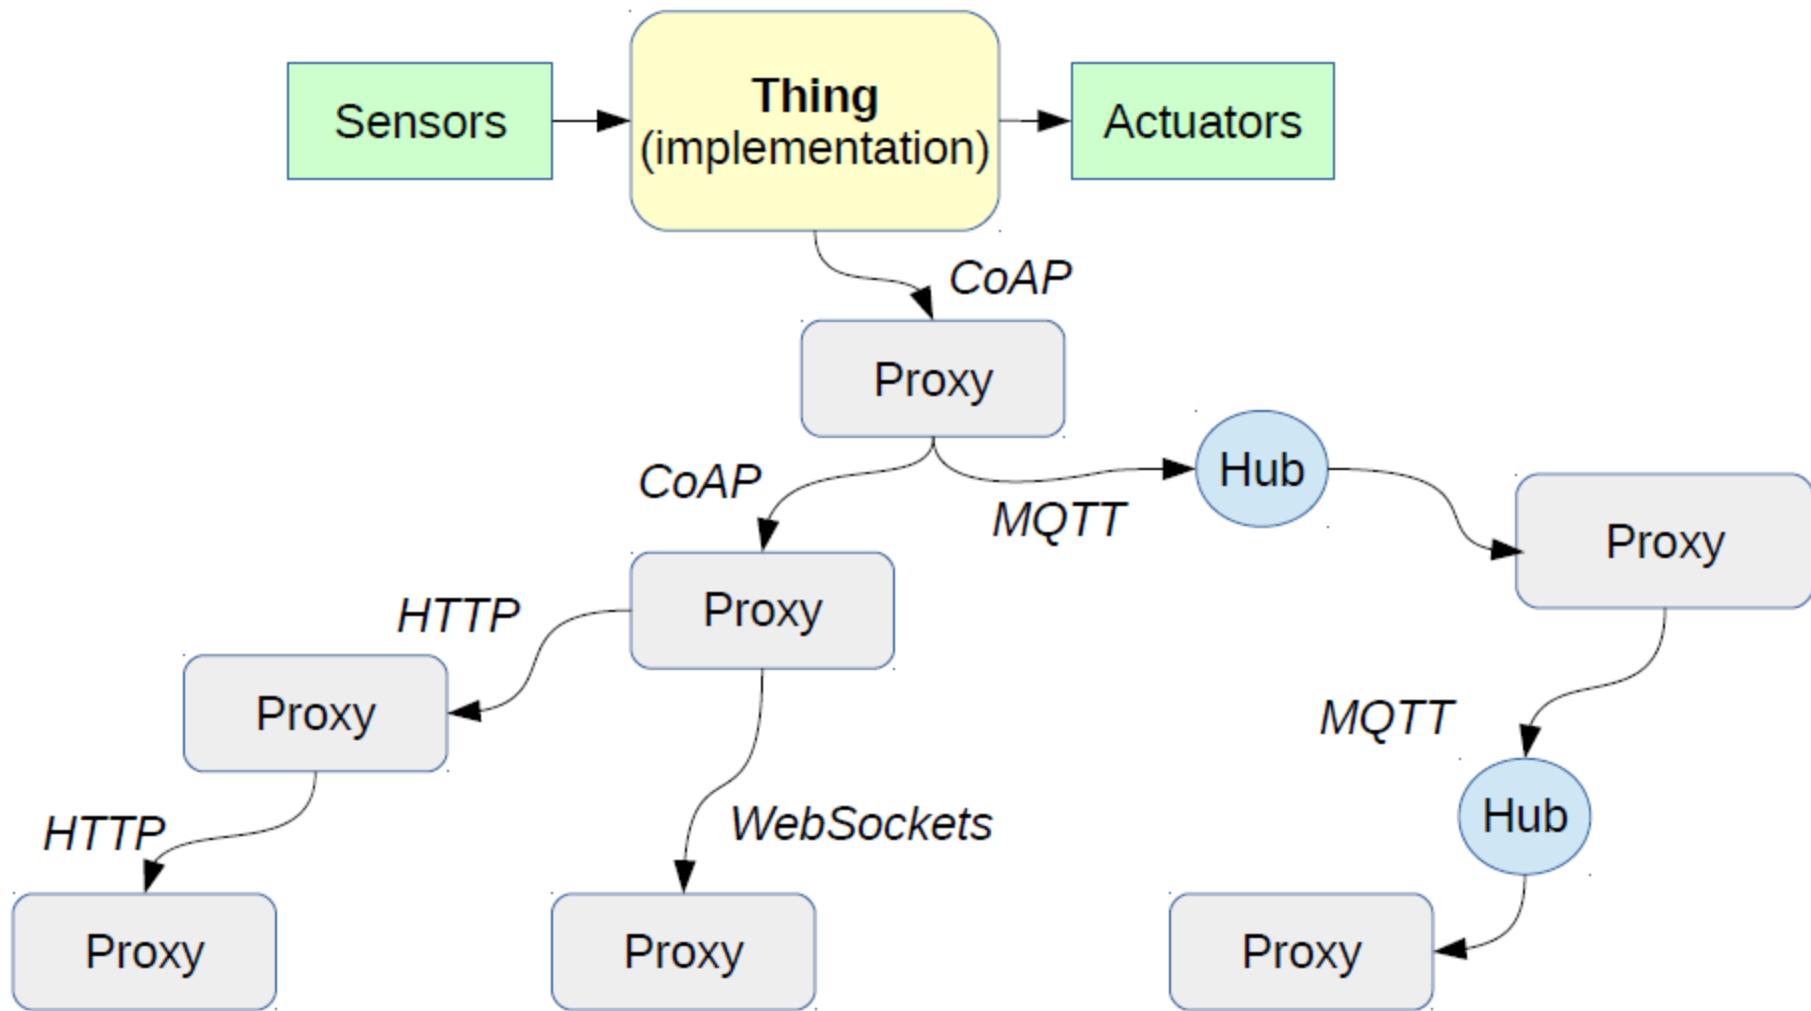 Sensors
Thing
(implementation)
Actuators
CoAP
Proxy
CoAP
MQTT
Hub
Proxy
HTTP
Proxy
Proxy
MQTT
HTTP
WebSockets
Hub
Proxy
Proxy
Proxy